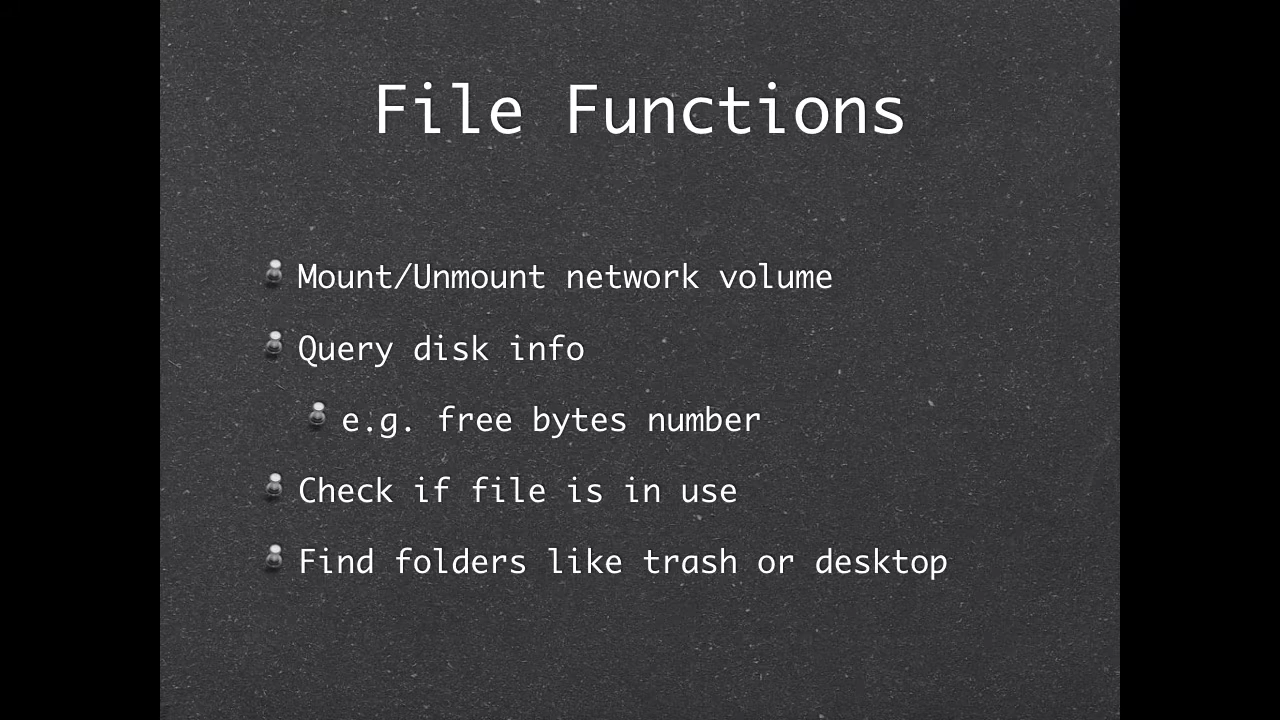 File Functions
Mount/Unmount network volume
Query disk info
e.g. free bytes number
Check if file is in use
Find folders like trash or desktop